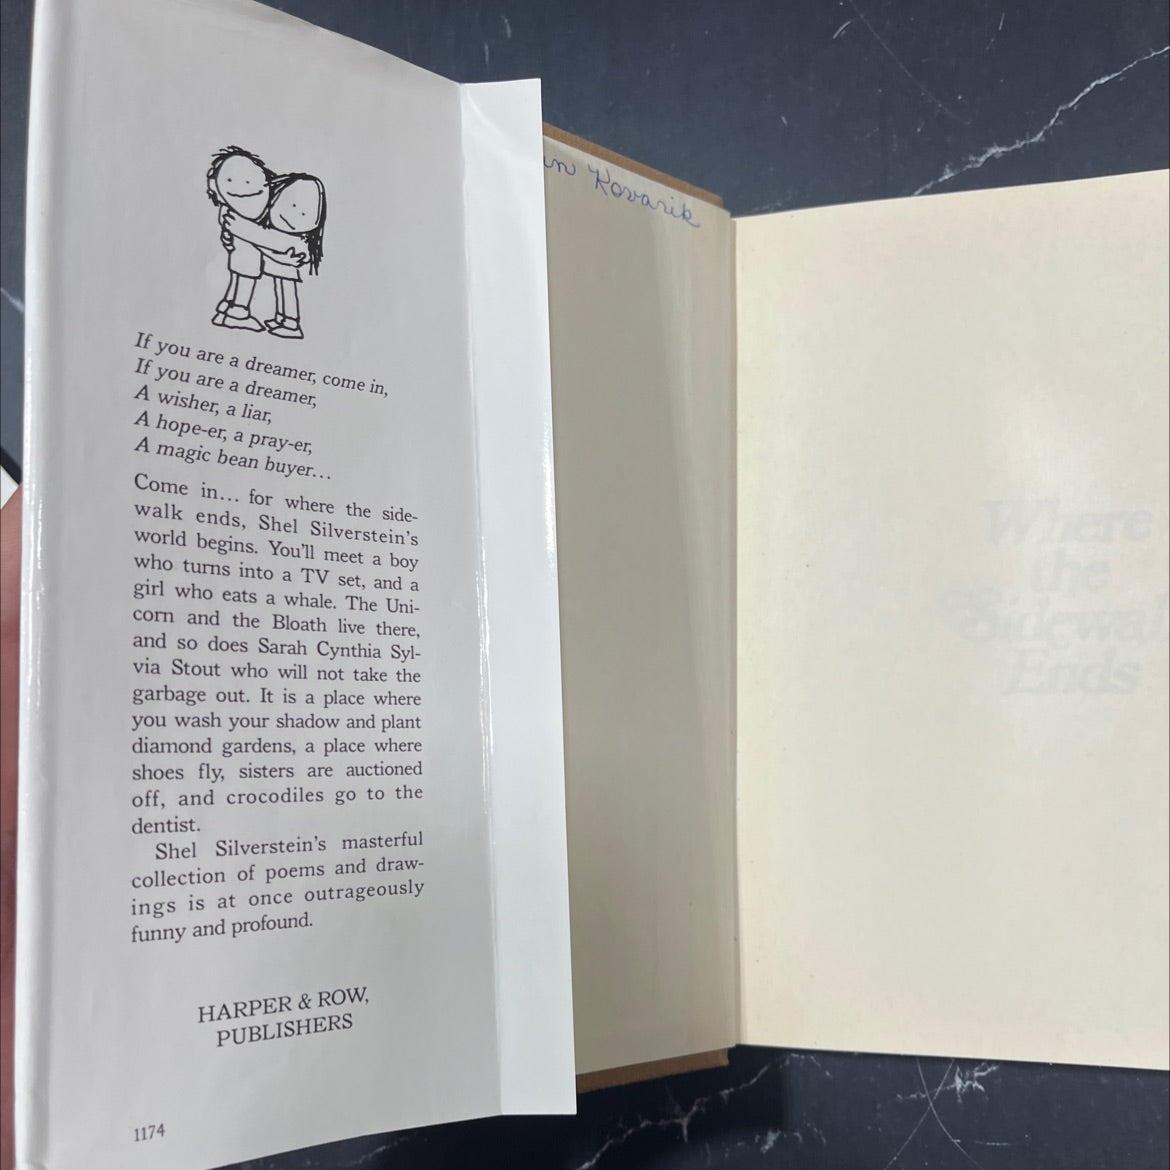 If you are a dreamer, come in,
If you are a dreamer,
A wisher, a liar,
A hope-er, a pray-er,
A magic bean buyer...
Come in... for where the side-
walk ends, Shel Silverstein's
world begins. You'll meet a boy
who turns into a TV set, and a
girl who eats a whale. The Uni-
corn and the Bloath live there,
and so does Sarah Cynthia Syl-
via Stout who will not take the
garbage out. It is a place where
you wash your shadow and plant
diamond gardens, a place where
shoes fly, sisters are auctioned
off, and crocodiles go to the
dentist.
Shel Silverstein's masterful
collection of poems and draw-
ings is at once outrageously
funny and profound.
HARPER & ROW,
PUBLISHERS
1174
Kovarik
Where
the
Sidewal
Ends